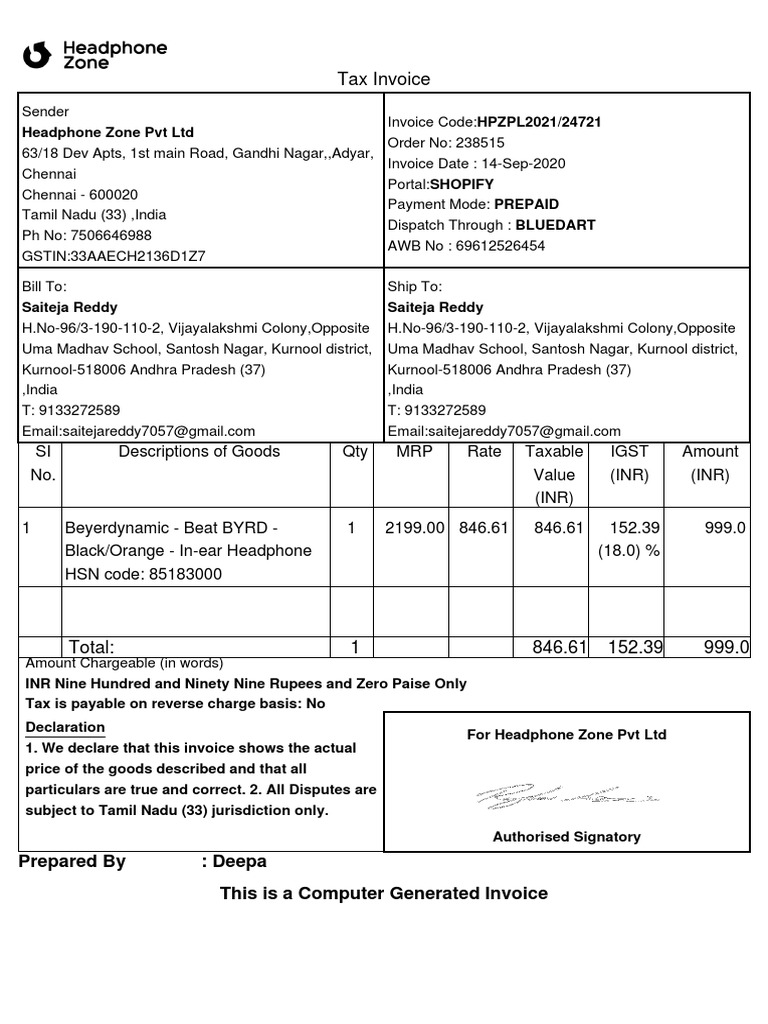 Headphone
Zone
Tax Invoice
Sender
Headphone Zone Pvt Ltd
63/18 Dev Apts, 1st main Road, Gandhi Nagar,,Adyar,
Chennai
Chennai - 600020
Tamil Nadu (33) ,India
Ph No: 7506646988
GSTIN:33AAECH2136D1Z7
Invoice Code:HPZPL2021/24721
Order No: 238515
Invoice Date : 14-Sep-2020
Portal:SHOPIFY
Payment Mode: PREPAID
Dispatch Through : BLUEDART
AWB No : 69612526454
Bill To:
Saiteja Reddy
H.No-96/3-190-110-2, Vijayalakshmi Colony,Opposite
Uma Madhav School, Santosh Nagar, Kurnool district,
Kurnool-518006 Andhra Pradesh (37)
,India
T: 9133272589
Email:saitejareddy7057@gmail.com
Ship To:
Saiteja Reddy
H.No-96/3-190-110-2, Vijayalakshmi Colony,Opposite
Uma Madhav School, Santosh Nagar, Kurnool district,
Kurnool-518006 Andhra Pradesh (37)
,India
T: 9133272589
Email:saitejareddy7057@gmail.com
SI No. Descriptions of Goods Qty MRP Rate Taxable Value (INR) IGST (INR) Amount (INR)
1 Beyerdynamic - Beat BYRD - 1 2199.00 846.61 846.61 152.39 999.0
Black/Orange - In-ear Headphone (18.0) %
HSN code: 85183000
Total: 1 846.61 152.39 999.0
Amount Chargeable (in words)
INR Nine Hundred and Ninety Nine Rupees and Zero Paise Only
Tax is payable on reverse charge basis: No
Declaration
1. We declare that this invoice shows the actual
price of the goods described and that all
particulars are true and correct. 2. All Disputes are
subject to Tamil Nadu (33) jurisdiction only.
For Headphone Zone Pvt Ltd
Authorised Signatory
Prepared By : Deepa
This is a Computer Generated Invoice